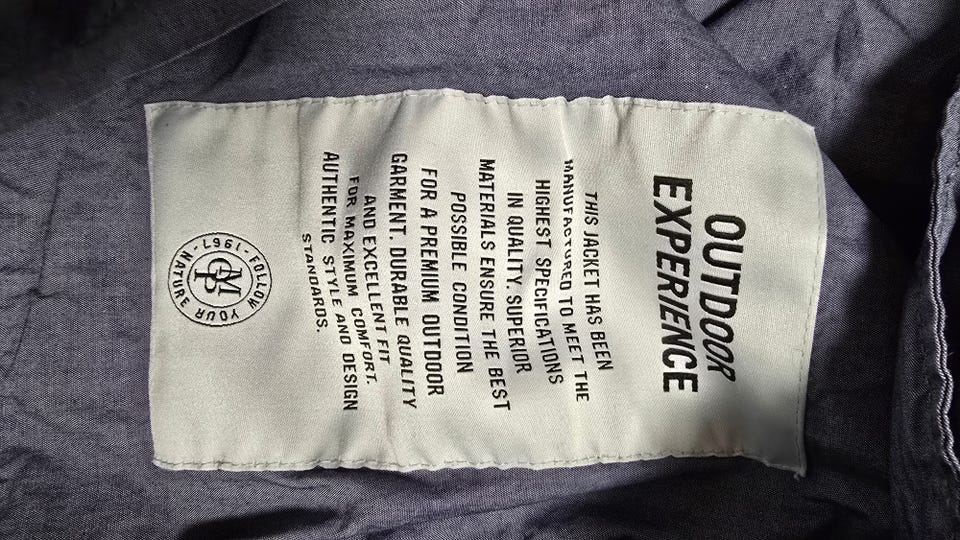 OUTDOOR
EXPERIENCE
THIS JACKET HAS BEEN
MANUFACTURED TO MEET THE
HIGHEST SPECIFICATIONS
IN QUALITY. SUPERIOR
MATERIALS ENSURE THE BEST
POSSIBLE CONDITION
FOR A PREMIUM OUTDOOR
GARMENT. DURABLE QUALITY
AND EXCELLENT FIT
FOR MAXIMUM COMFORT.
AUTHENTIC STYLE AND DESIGN
STANDARDS.
FOLLOW YOUR NATURE - 1967 -